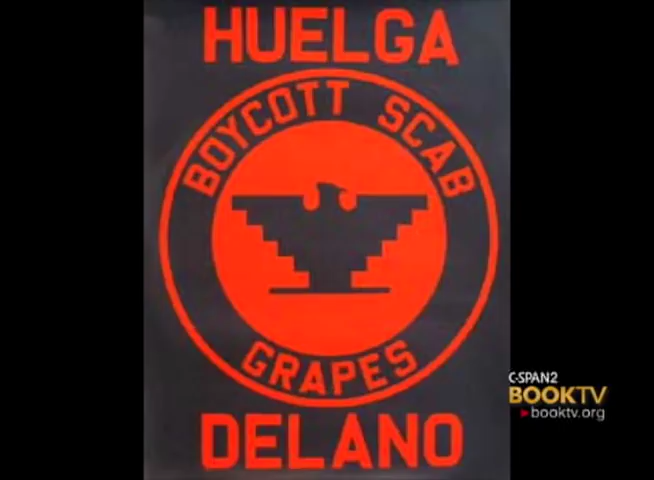 HUELGA
BOYCOTT SCAB
GRAPES
DELANO
C-SPAN2
BOOKTV
booktv.org